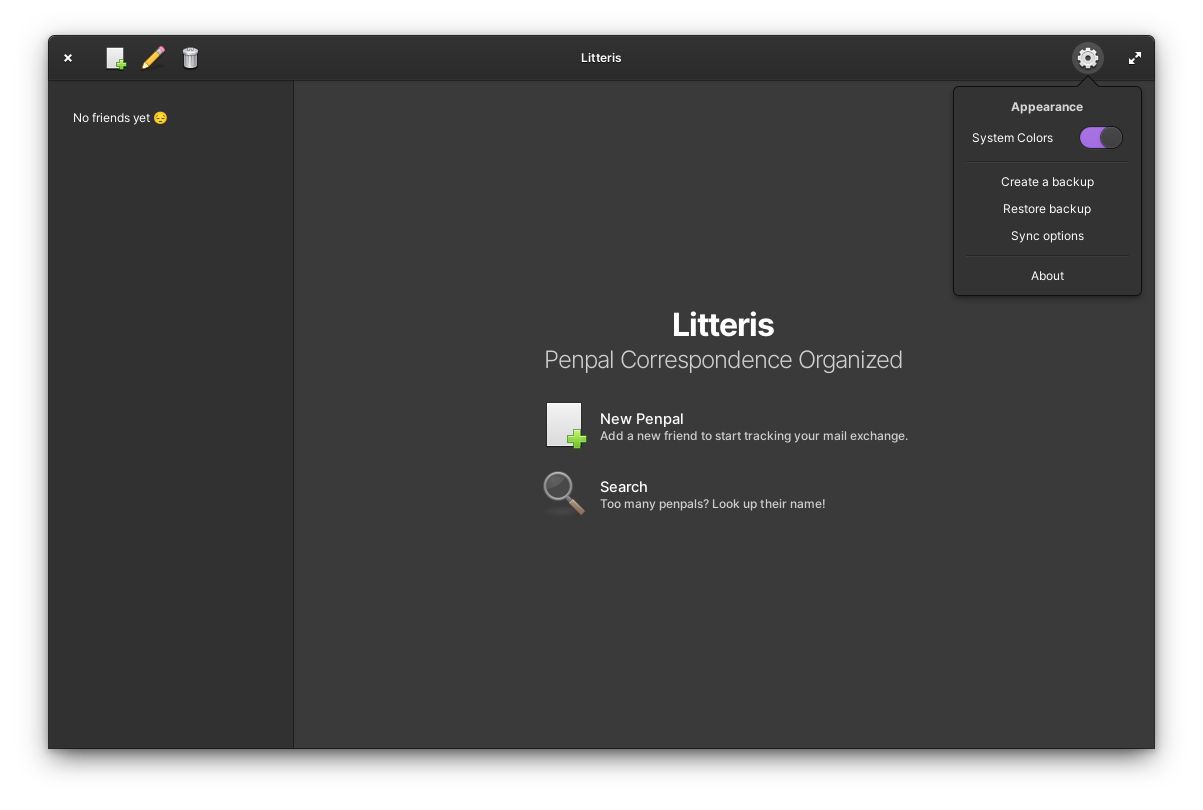 Litteris
No friends yet 😔
Appearance
System Colors
Create a backup
Restore backup
Sync options
About
Litteris
Penpal Correspondence Organized
New Penpal
Add a new friend to start tracking your mail exchange.
Search
Too many penpals? Look up their name!